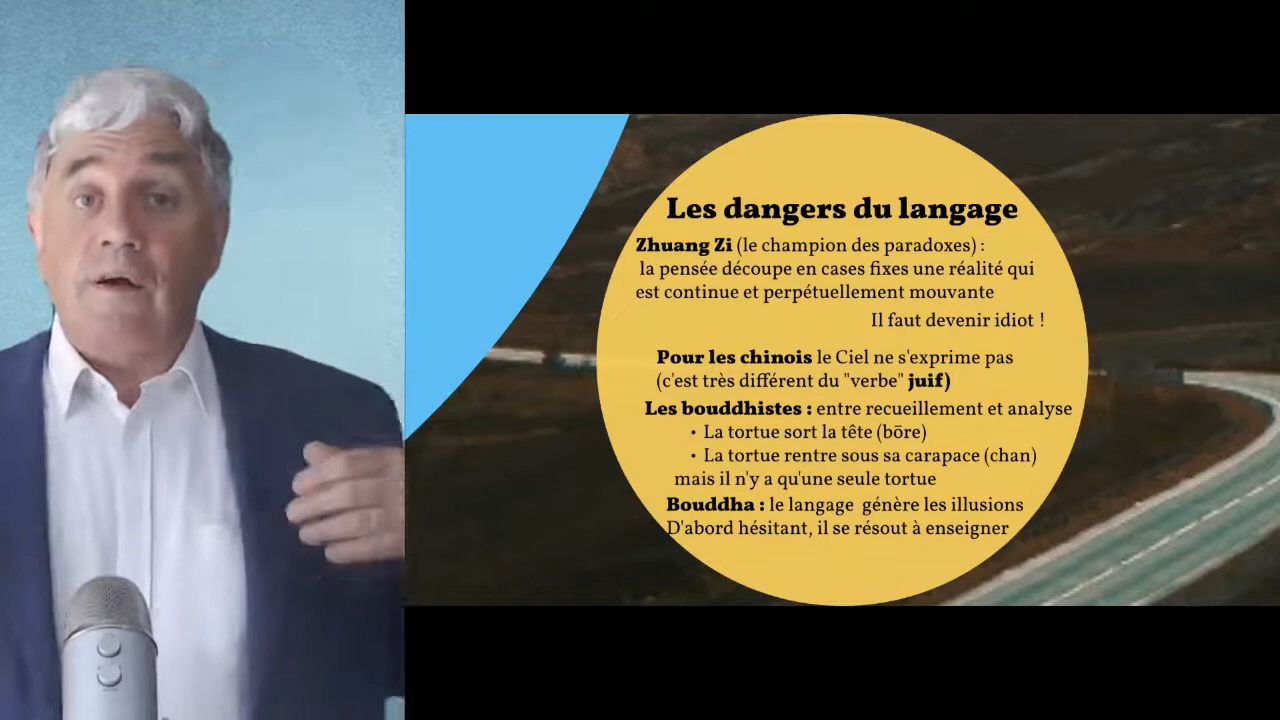 Les dangers du langage
Zhuang Zi (le champion des paradoxes) :
la pensée découpe en cases fixes une réalité qui
est continue et perpétuellement mouvante
Il faut devenir idiot !
Pour les chinois le Ciel ne s'exprime pas
(c'est très différent du "verbe" juif)
Les bouddhistes : entre recueillement et analyse
• La tortue sort la tête (bōre)
• La tortue rentre sous sa carapace (chan)
mais il n'y a qu'une seule tortue
Bouddha : le langage génère les illusions
D'abord hésitant, il se résout à enseigner